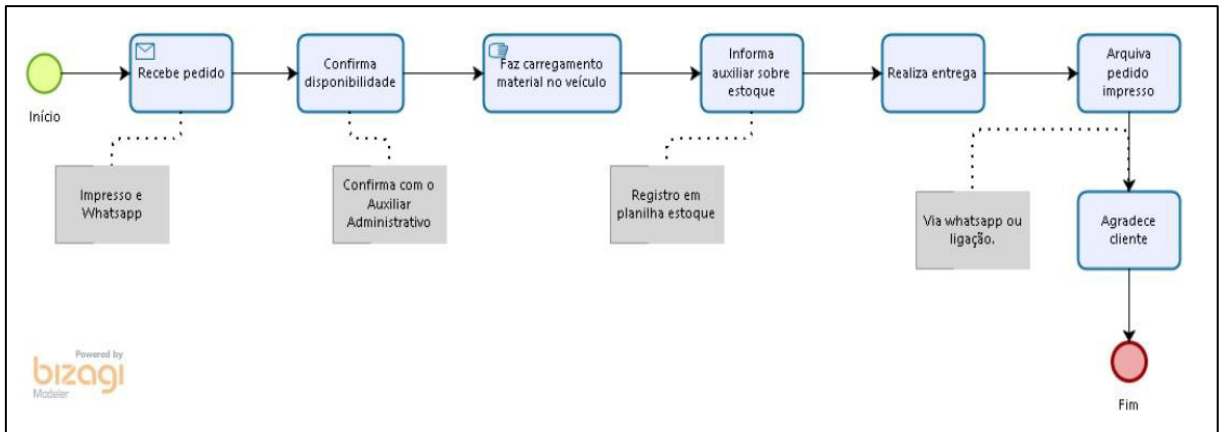 Início
Recebe pedido
Confirma
disponibilidade
Faz carregamento
material no veículo
Informa
auxiliar sobre
estoque
Realiza entrega
Arquiva
pedido
impresso
Impresso e
Whatsapp
Confirma com o
Auxiliar
Administrativo
Registro em
planilha estoque
Via whatsapp ou
ligação.
Agradece
cliente
Fim
Powered by
bizagi
Modeler